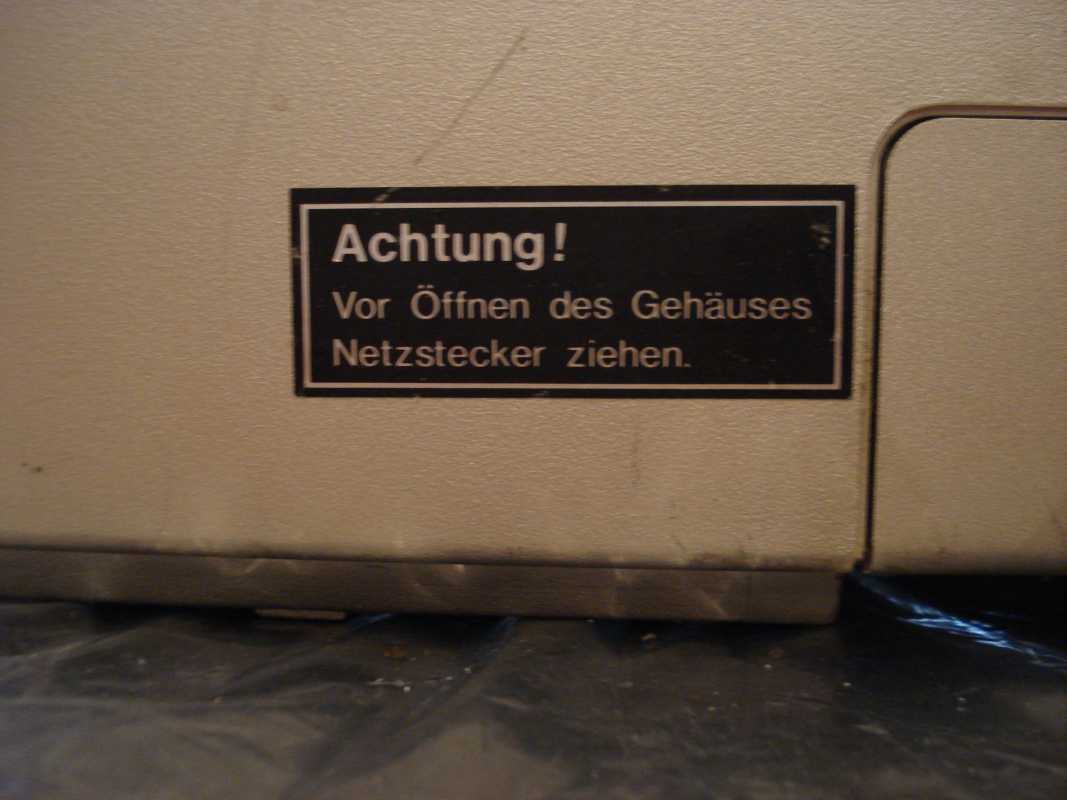 Achtung!
Vor Öffnen des Gehäuses
Netzstecker ziehen.